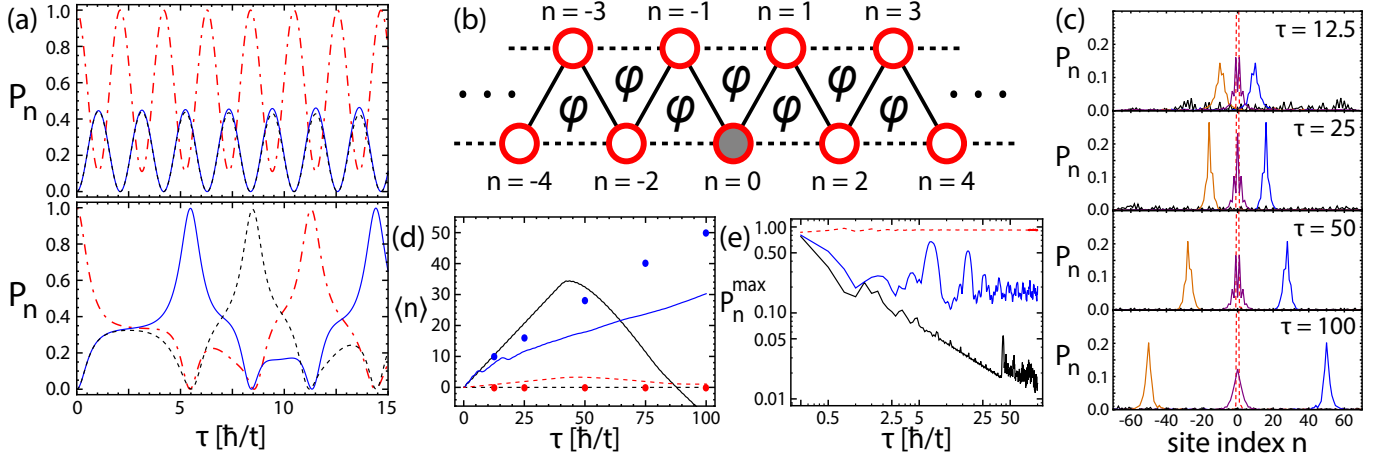 (a)
P_n
1.0
0.8
0.6
0.4
0.2
0.0
P_n
1.0
0.8
0.6
0.4
0.2
0.0
0 5 10 15
τ [ħ/t]
(b)
n = -3 n = -1 n = 1 n = 3
φ φ φ
φ φ φ φ
n = -4 n = -2 n = 0 n = 2 n = 4
(d)
⟨n⟩
50
40
30
20
10
0
0 25 50 75 100
τ [ħ/t]
(e)
P_n^max
1.00
0.50
0.10
0.05
0.01
0.5 2.5 5 25 50
τ [ħ/t]
(c)
τ = 12.5
P_n
0.2
0.1
0.0
τ = 25
P_n
0.2
0.1
0.0
τ = 50
P_n
0.2
0.1
0.0
τ = 100
P_n
0.2
0.1
0.0
-60 -40 -20 0 20 40 60
site index n